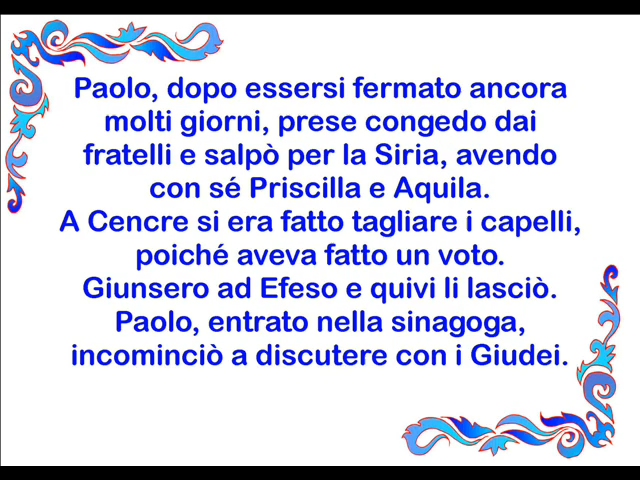 Paolo, dopo essersi fermato ancora
molti giorni, prese congedo dai
fratelli e salpò per la Siria, avendo
con sé Priscilla e Aquila.
A Cencre si era fatto tagliare i capelli,
poiché aveva fatto un voto.
Giunsero ad Efeso e quivi li lasciò.
Paolo, entrato nella sinagoga,
incominciò a discutere con i Giudei.